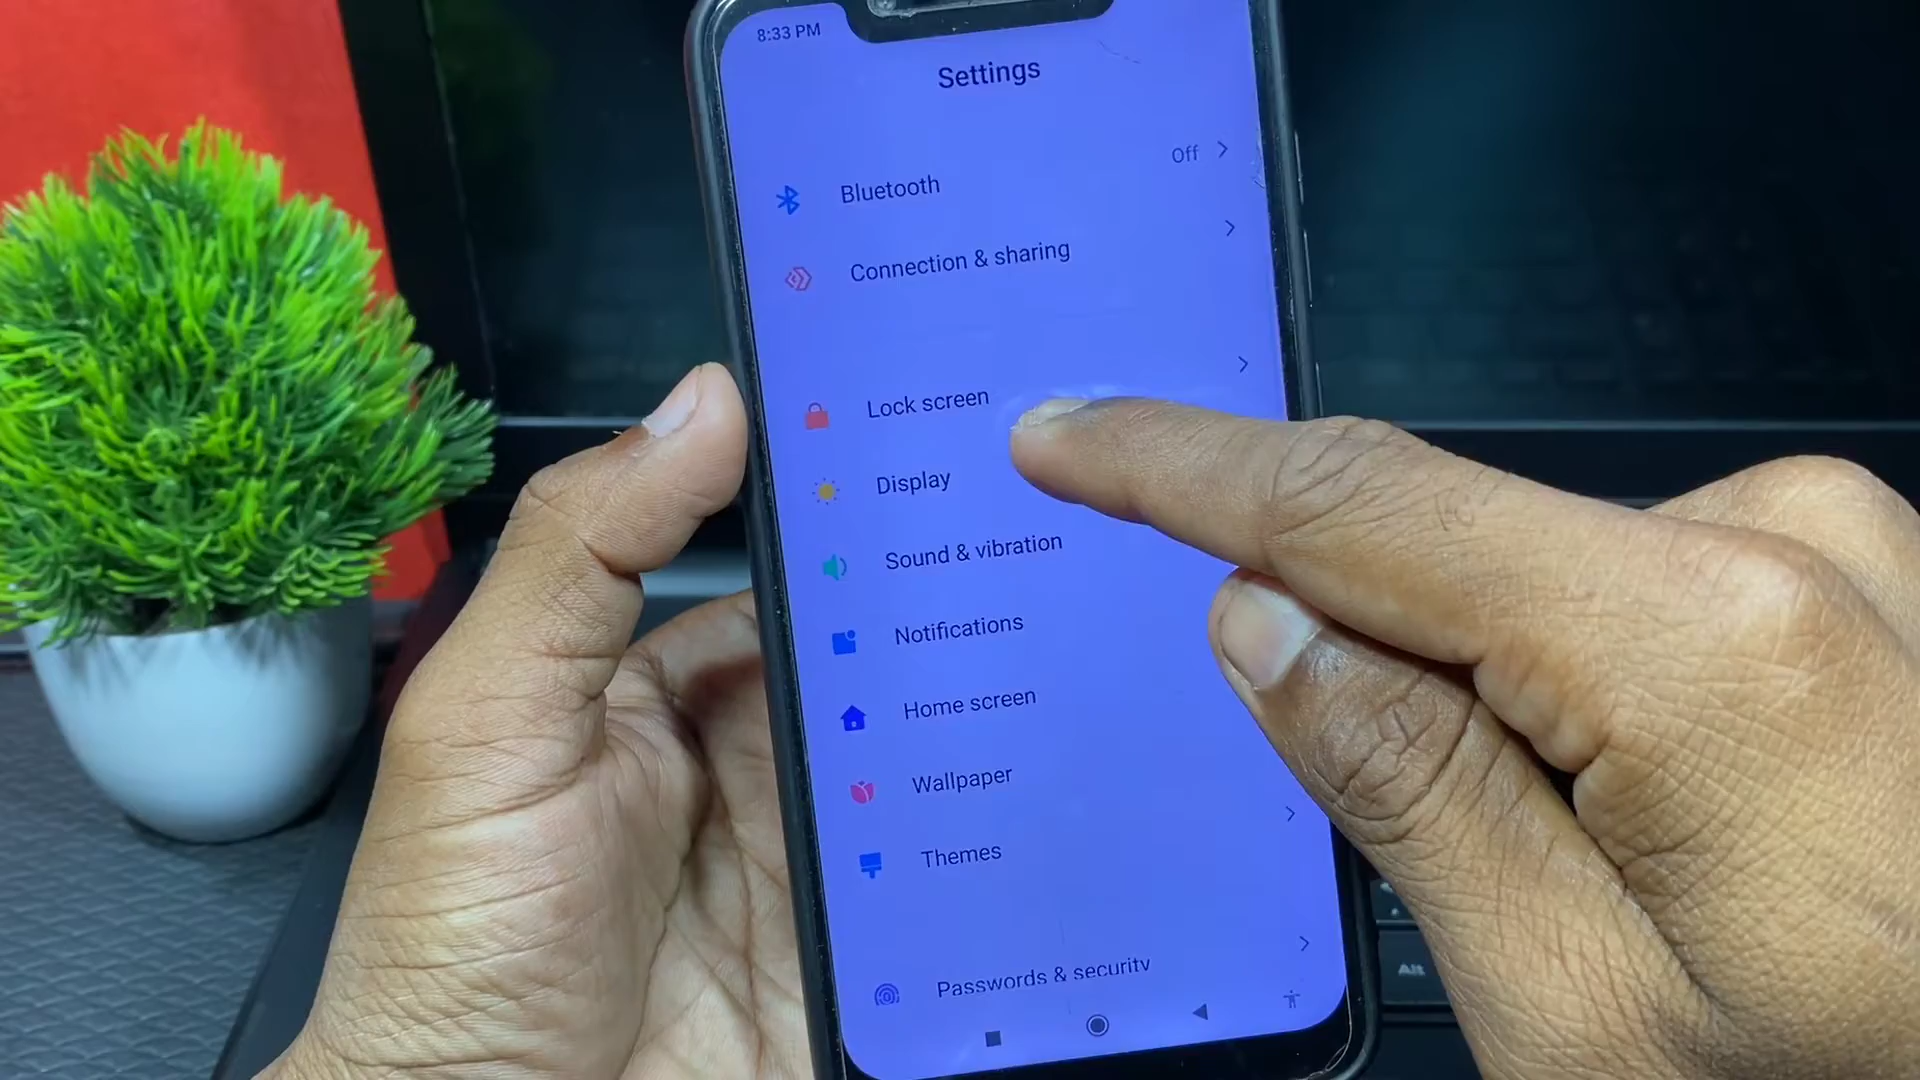 8:33 PM
Settings
Bluetooth
Off
Connection & sharing
Lock screen
Display
Sound & vibration
Notifications
Home screen
Wallpaper
Themes
Passwords & security
Alt